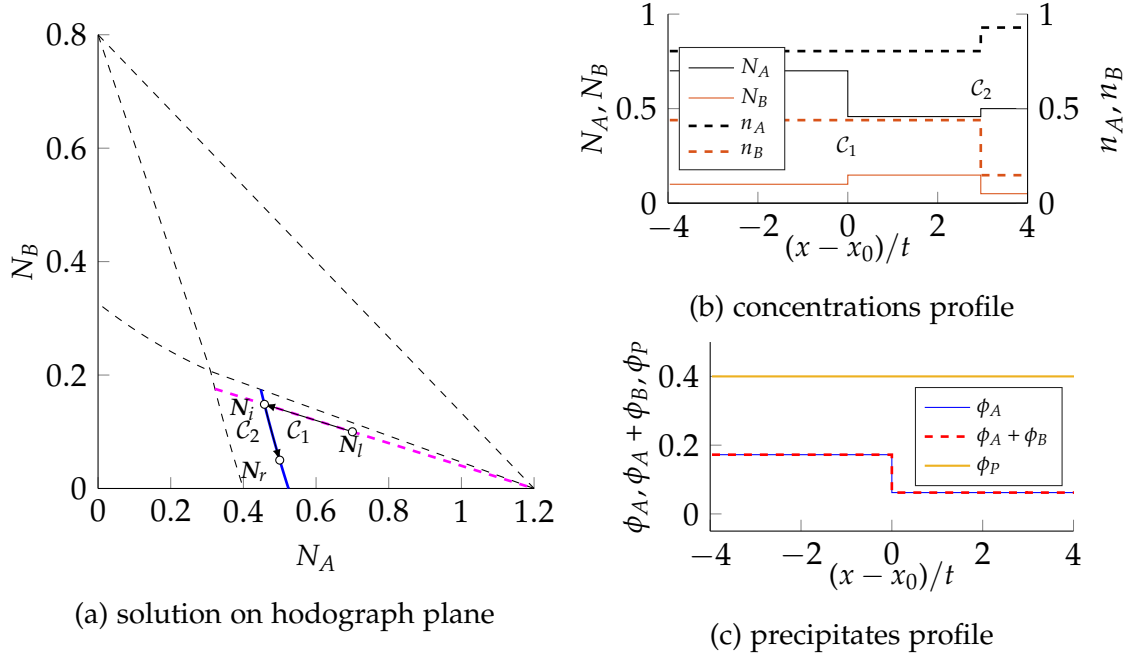 0.8
0.6
0.4
0.2
0
N_B
0 0.2 0.4 0.6 0.8 1 1.2
N_A
N_i
C_2
C_1
N_l
N_r
(a) solution on hodograph plane
1
0.5
0
N_A, N_B
1
0.5
0
n_A, n_B
N_A
N_B
n_A
n_B
C_1
C_2
−4 −2 0 2 4
(x − x_0)/t
(b) concentrations profile
0.4
0.2
0
ϕ_A, ϕ_A + ϕ_B, ϕ_P
ϕ_A
ϕ_A + ϕ_B
ϕ_P
−4 −2 0 2 4
(x − x_0)/t
(c) precipitates profile